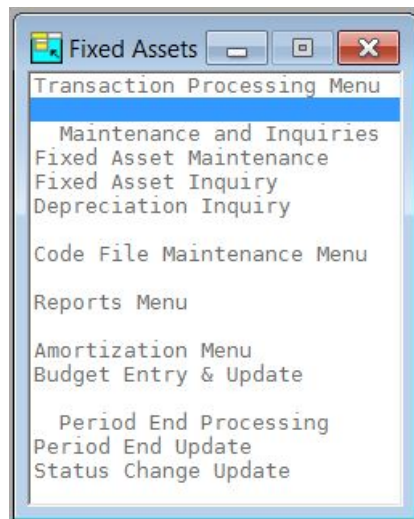 Fixed Assets
Transaction Processing Menu
Maintenance and Inquiries
Fixed Asset Maintenance
Fixed Asset Inquiry
Depreciation Inquiry
Code File Maintenance Menu
Reports Menu
Amortization Menu
Budget Entry & Update
Period End Processing
Period End Update
Status Change Update